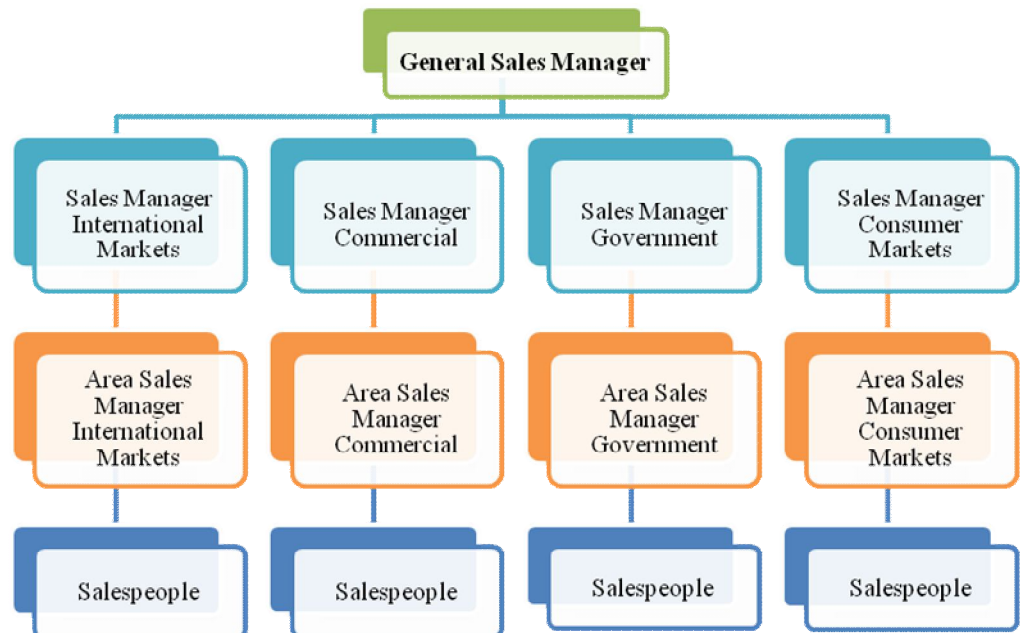 General Sales Manager
Sales Manager
International
Markets
Sales Manager
Commercial
Sales Manager
Government
Sales Manager
Consumer
Markets
Area Sales
Manager
International
Markets
Area Sales
Manager
Commercial
Area Sales
Manager
Government
Area Sales
Manager
Consumer
Markets
Salespeople
Salespeople
Salespeople
Salespeople